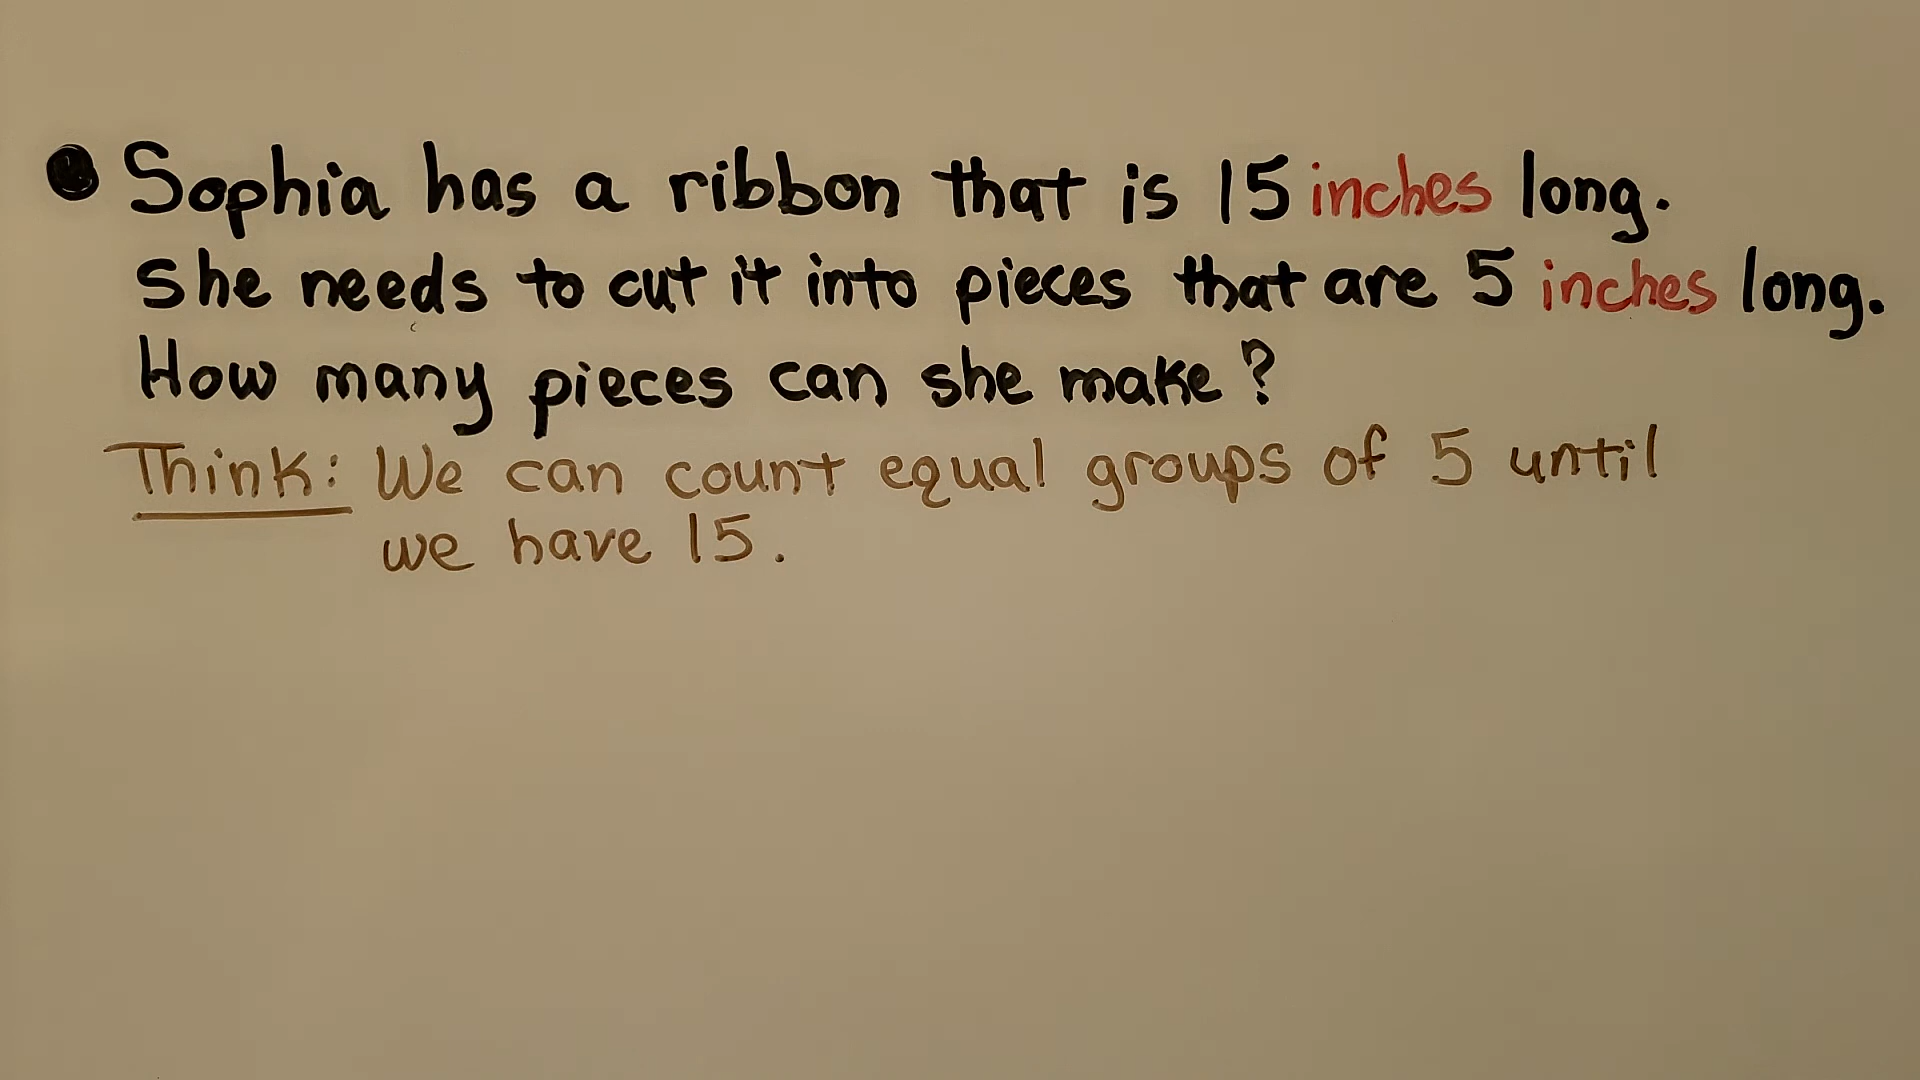 Sophia has a ribbon that is 15 inches long.
She needs to cut it into pieces that are 5 inches long.
How many pieces can she make?
Think: We can count equal groups of 5 until
we have 15.